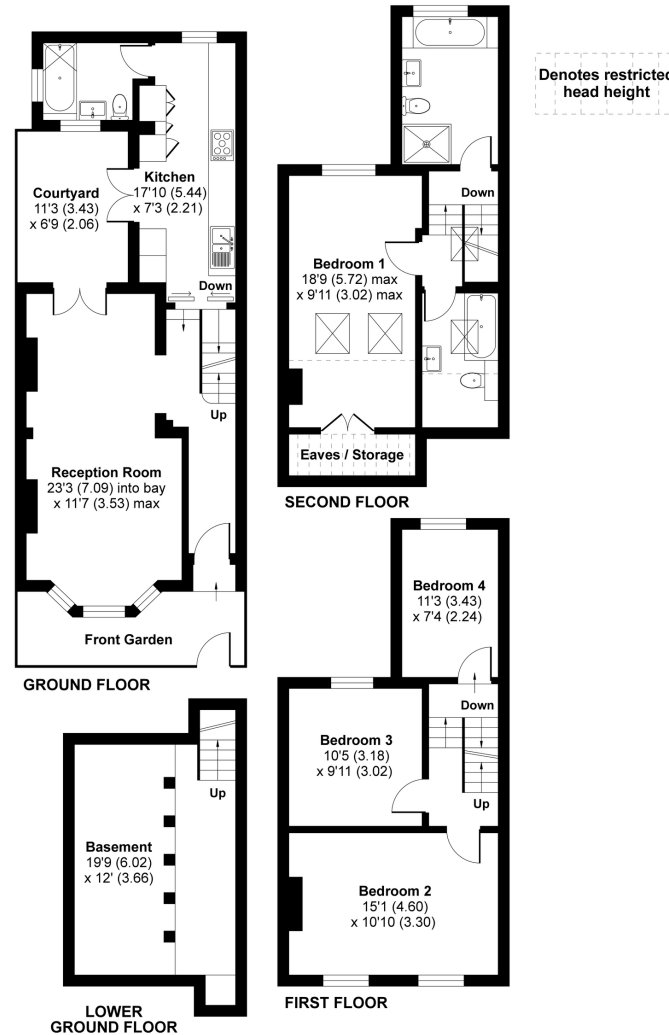 Denotes restricted
head height
Courtyard
11'3 (3.43)
x 6'9 (2.06)
Kitchen
17'10 (5.44)
x 7'3 (2.21)
Down
Up
Reception Room
23'3 (7.09) into bay
x 11'7 (3.53) max
Front Garden
GROUND FLOOR
Down
Bedroom 1
18'9 (5.72) max
x 9'11 (3.02) max
Eaves / Storage
SECOND FLOOR
Up
Basement
19'9 (6.02)
x 12' (3.66)
LOWER
GROUND FLOOR
Bedroom 4
11'3 (3.43)
x 7'4 (2.24)
Down
Bedroom 3
10'5 (3.18)
x 9'11 (3.02)
Up
Bedroom 2
15'1 (4.60)
x 10'10 (3.30)
FIRST FLOOR